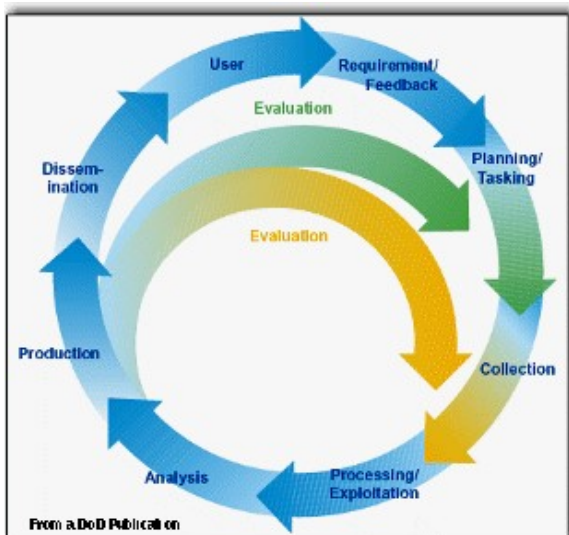 User
Requirement/
Feedback
Evaluation
Planning/
Tasking
Dissem-
ination
Evaluation
Production
Collection
Analysis
Processing/
Exploitation
From a DoD Publication